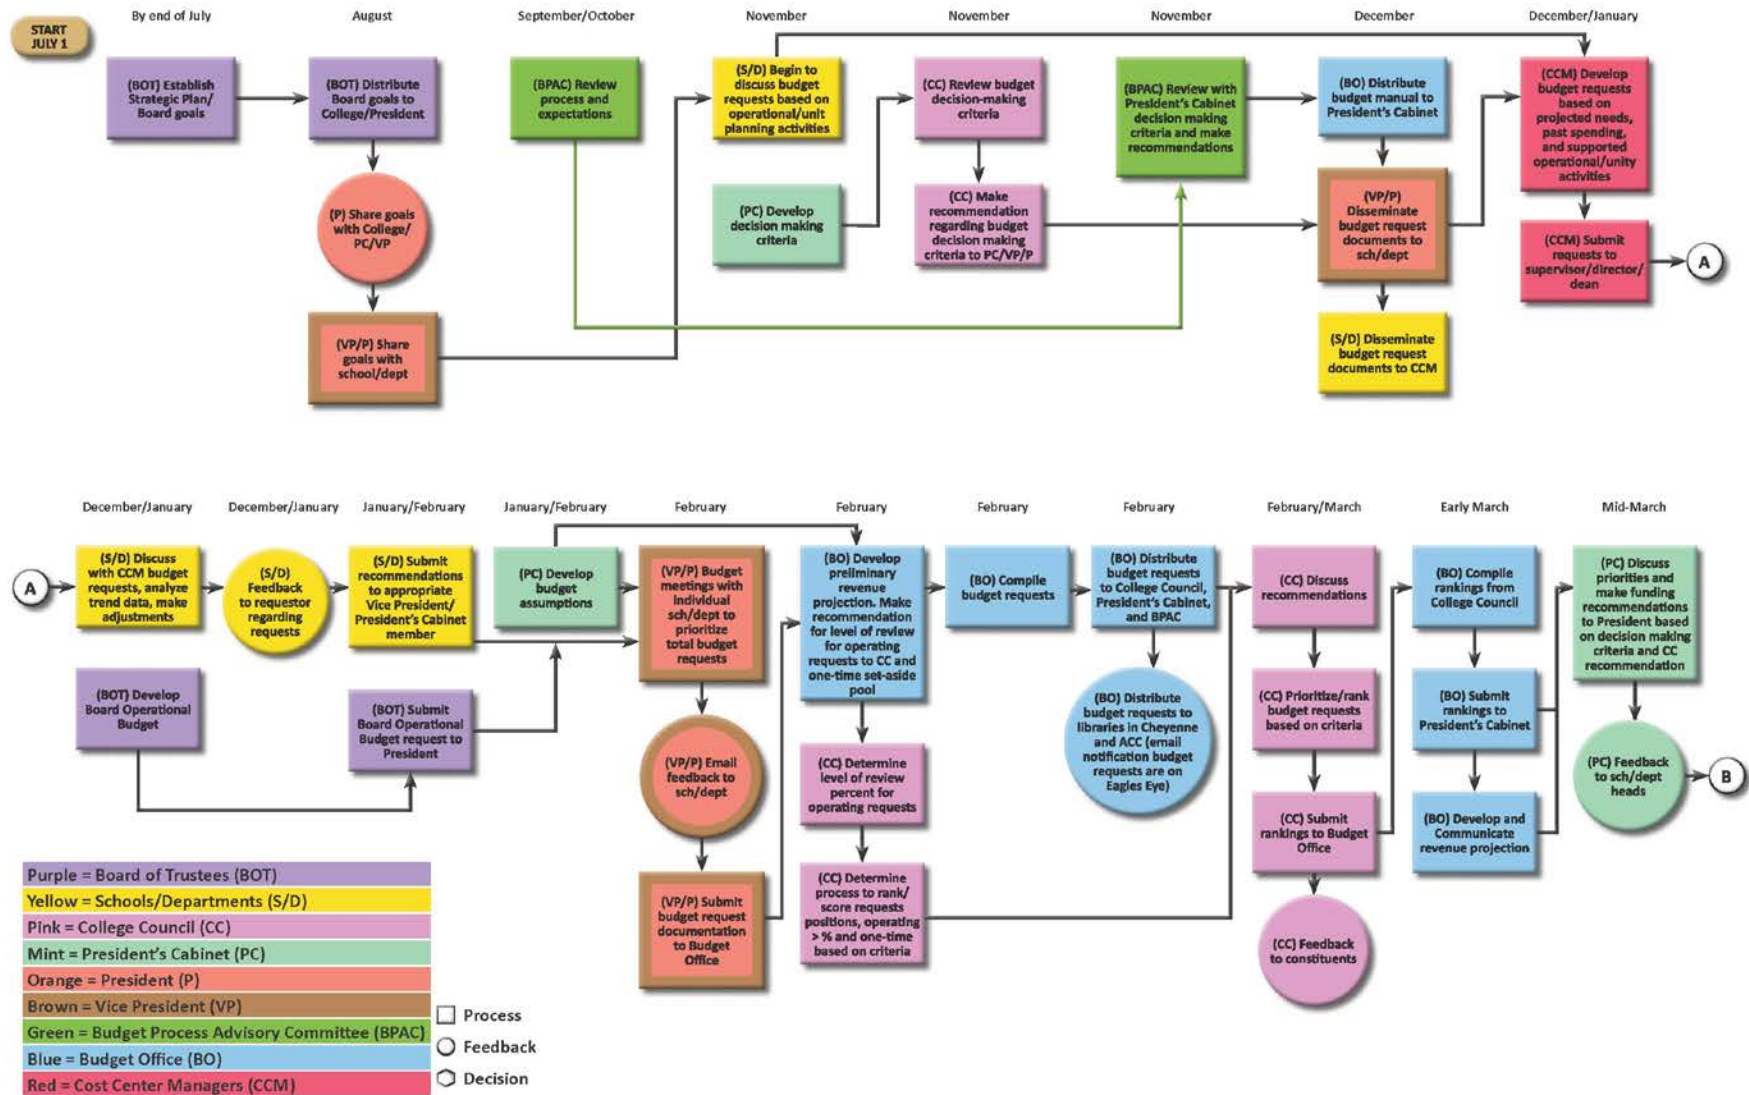 START
JULY 1
By end of July
August
September/October
November
November
November
December
December/January
(BOT) Establish
Strategic Plan/
Board goals
(BOT) Distribute
Board goals to
College/President
(P) Share goals
with College/
PC/VP
(VP/P) Share
goals with
school/dept
(BPAC) Review
process and
expectations
(S/D) Begin to
discuss budget
requests based on
operational/unit
planning activities
(PC) Develop
decision making
criteria
(CC) Review budget
decision-making
criteria
(CC) Make
recommendation
regarding budget
decision making
criteria to PC/VP/P
(BPAC) Review with
President's Cabinet
decision making
criteria and make
recommendations
(BO) Distribute
budget manual to
President's Cabinet
(VP/P)
Disseminate
budget request
documents to
sch/dept
(S/D) Disseminate
budget request
documents to CCM
(CCM) Develop
budget requests
based on
projected needs,
past spending,
and supported
operational/unity
activities
(CCM) Submit
requests to
supervisor/director/
dean
A
December/January
December/January
January/February
January/February
February
February
February
February
February/March
Early March
Mid-March
A
(S/D) Discuss
with CCM budget
requests, analyze
trend data, make
adjustments
(BOT) Develop
Board Operational
Budget
(S/D)
Feedback
to requestor
regarding
requests
(S/D) Submit
recommendations
to appropriate
Vice President/
President's Cabinet
member
(BOT) Submit
Board Operational
Budget request to
President
(PC) Develop
budget
assumptions
(VP/P) Budget
meetings with
individual
sch/dept to
prioritize
total budget
requests
(VP/P) Email
feedback to
sch/dept
(VP/P) Submit
budget request
documentation
to Budget
Office
(BO) Develop
preliminary
revenue
projection. Make
recommendation
for level of review
for operating
requests to CC and
one-time set-aside
pool
(CC) Determine
level of review
percent for
operating requests
(CC) Determine
process to rank/
score requests
positions, operating
> % and one-time
based on criteria
(BO) Compile
budget requests
(BO) Distribute
budget requests
to College Council,
President's Cabinet,
and BPAC
(BO) Distribute
budget requests to
libraries in Cheyenne
and ACC (email
notification budget
requests are on
Eagles Eye)
(CC) Discuss
recommendations
(CC) Prioritize/rank
budget requests
based on criteria
(CC) Submit
rankings to Budget
Office
(CC) Feedback
to constituents
(BO) Compile
rankings from
College Council
(BO) Submit
rankings to
President's Cabinet
(BO) Develop and
Communicate
revenue projection
(PC) Discuss
priorities and
make funding
recommendations
to President based
on decision making
criteria and CC
recommendation
(PC) Feedback
to sch/dept
heads
B
Purple = Board of Trustees (BOT)
Yellow = Schools/Departments (S/D)
Pink = College Council (CC)
Mint = President's Cabinet (PC)
Orange = President (P)
Brown = Vice President (VP)
Green = Budget Process Advisory Committee (BPAC)
Blue = Budget Office (BO)
Red = Cost Center Managers (CCM)
Process
Feedback
Decision